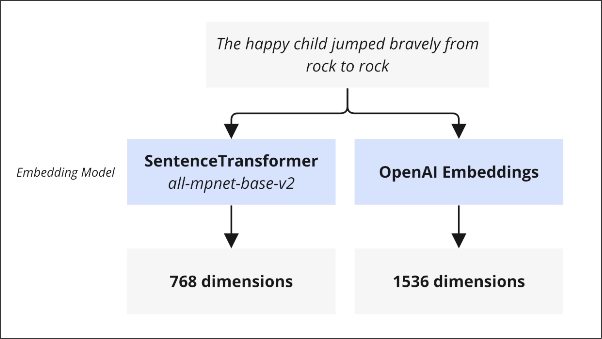 The happy child jumped bravely from
rock to rock
Embedding Model
SentenceTransformer
all-mpnet-base-v2
OpenAI Embeddings
768 dimensions
1536 dimensions